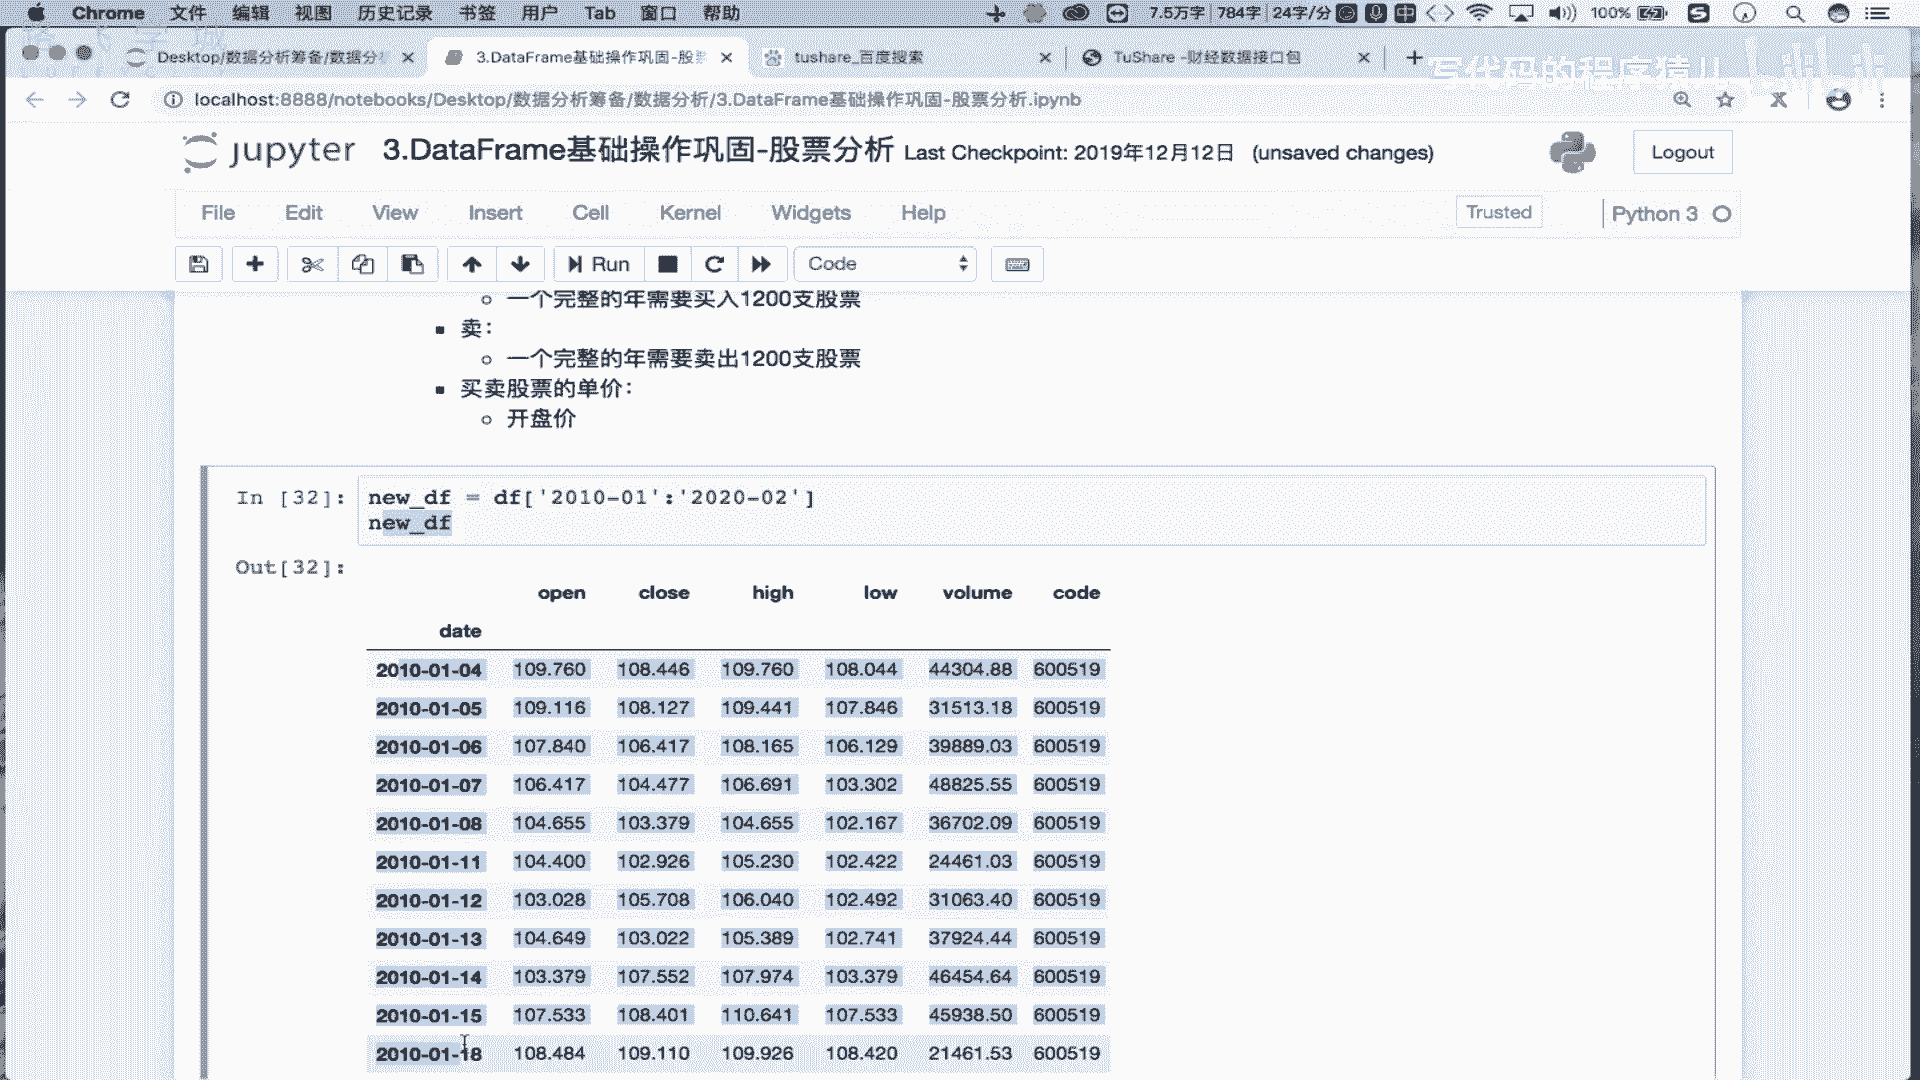 Chrome 文件 编辑 视图 历史记录 书签 用户 Tab 窗口 帮助 7.5万字 784字 24字/分 中 100%
Desktop/数据分析筹备/数据分 3.DataFrame基础操作巩固-股 tushare_百度搜索 TuShare -财经数据接口包
写代码的程序猿儿
localhost:8888/notebooks/Desktop/数据分析筹备/数据分析/3.DataFrame基础操作巩固-股票分析.ipynb
jupyter 3.DataFrame基础操作巩固-股票分析 Last Checkpoint: 2019年12月12日 (unsaved changes) Logout
File Edit View Insert Cell Kernel Widgets Help Trusted Python 3
Run Code
一个完整的年需要买入1200支股票
卖：
一个完整的年需要卖出1200支股票
买卖股票的单价：
开盘价
In [32]: new_df = df['2010-01':'2020-02']
new_df
Out[32]:
open close high low volume code
date
2010-01-04 109.760 108.446 109.760 108.044 44304.88 600519
2010-01-05 109.116 108.127 109.441 107.846 31513.18 600519
2010-01-06 107.840 106.417 108.165 106.129 39889.03 600519
2010-01-07 106.417 104.477 106.691 103.302 48825.55 600519
2010-01-08 104.655 103.379 104.655 102.167 36702.09 600519
2010-01-11 104.400 102.926 105.230 102.422 24461.03 600519
2010-01-12 103.028 105.708 106.040 102.492 31063.40 600519
2010-01-13 104.649 103.022 105.389 102.741 37924.44 600519
2010-01-14 103.379 107.552 107.974 103.379 46454.64 600519
2010-01-15 107.533 108.401 110.641 107.533 45938.50 600519
2010-01-18 108.484 109.110 109.926 108.420 21461.53 600519